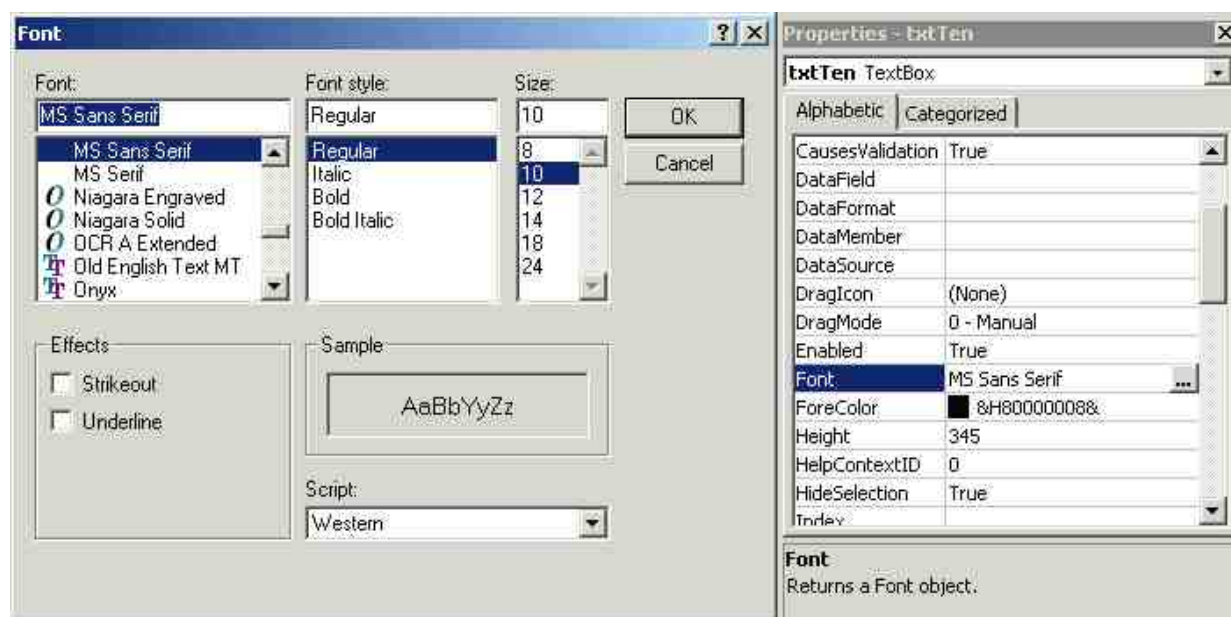 Font
Font:
MS Sans Serif
MS Sans Serif
MS Serif
Niagara Engraved
Niagara Solid
OCR A Extended
Old English Text MT
Onyx
Font style:
Regular
Regular
Italic
Bold
Bold Italic
Size:
10
8
10
12
14
18
24
OK
Cancel
Effects
Strikeout
Underline
Sample
AaBbYyZz
Script:
Western
Properties - txtTen
txtTen TextBox
Alphabetic Categorized
CausesValidation True
DataField
DataFormat
DataMember
DataSource
DragIcon (None)
DragMode 0 - Manual
Enabled True
Font MS Sans Serif ...
ForeColor &H80000008&
Height 345
HelpContextID 0
HideSelection True
Index
Font
Returns a Font object.